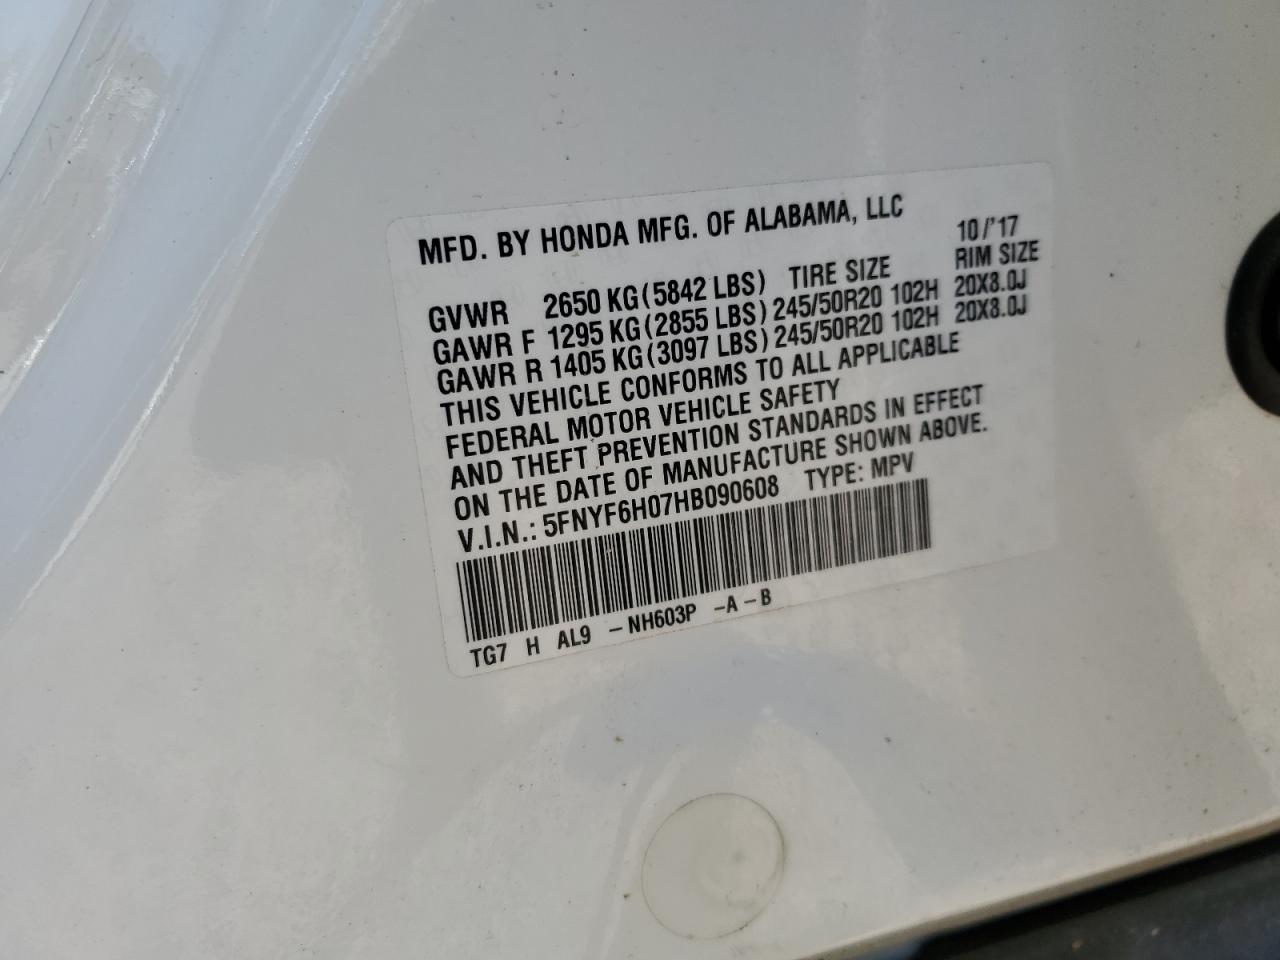 MFD. BY HONDA MFG. OF ALABAMA, LLC 10/'17
GVWR 2650 KG (5842 LBS) TIRE SIZE RIM SIZE
GAWR F 1295 KG (2855 LBS) 245/50R20 102H 20X8.0J
GAWR R 1405 KG (3097 LBS) 245/50R20 102H 20X8.0J
THIS VEHICLE CONFORMS TO ALL APPLICABLE
FEDERAL MOTOR VEHICLE SAFETY
AND THEFT PREVENTION STANDARDS IN EFFECT
ON THE DATE OF MANUFACTURE SHOWN ABOVE.
V.I.N.: 5FNYF6H07HB090608 TYPE: MPV
TG7 H AL9 -NH603P -A-B